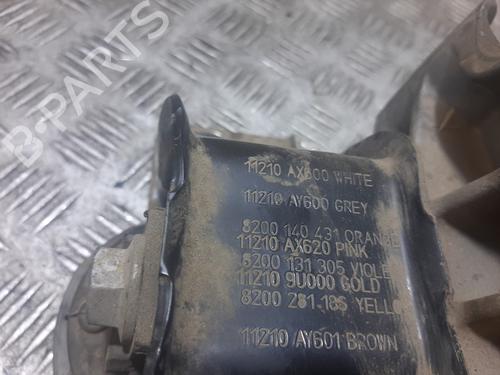 B-PARTS
11210 AX600 WHITE
11210 AY600 GREY
8200 140 431 ORANGE
11210 AX620 PINK
8200 131 305 VIOLE
11210 9U000 GOLD
8200 281 185 YELLO
11210 AY601 BROWN